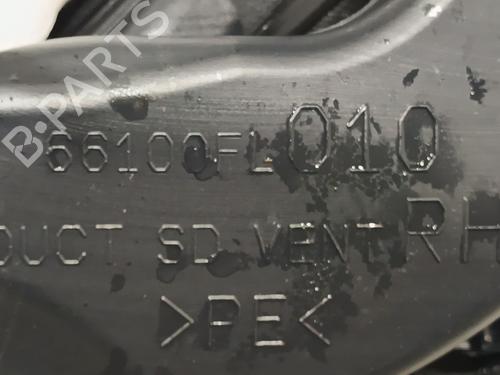 B-PARTS
66100FL010
DUCT SD VENT RH
>PE<